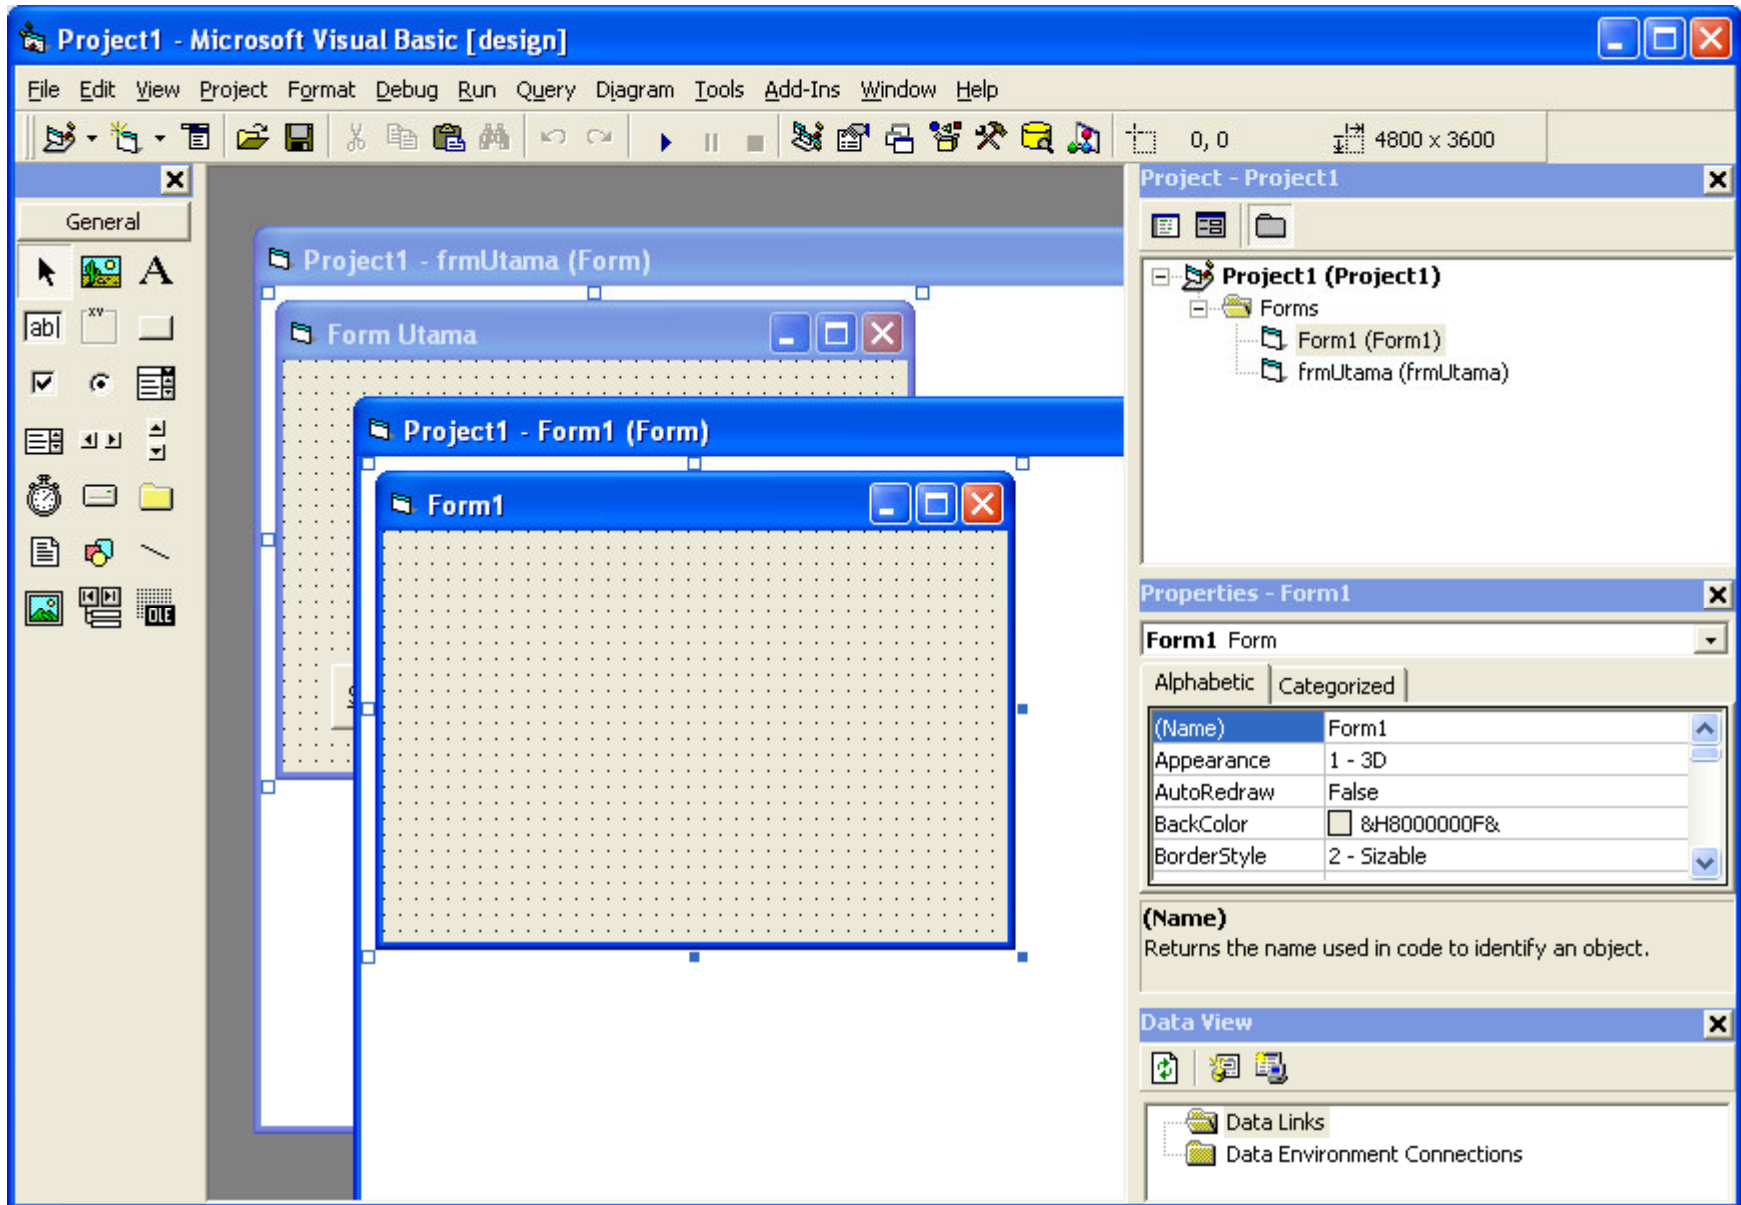 Project1 - Microsoft Visual Basic [design]
File Edit View Project Format Debug Run Query Diagram Tools Add-Ins Window Help
0, 0
4800 x 3600
General
A
xv
ab
OLE
Project1 - frmUtama (Form)
Form Utama
Project1 - Form1 (Form)
Form1
Project - Project1
Project1 (Project1)
Forms
Form1 (Form1)
frmUtama (frmUtama)
Properties - Form1
Form1 Form
Alphabetic Categorized
(Name) Form1
Appearance 1 - 3D
AutoRedraw False
BackColor &H8000000F&
BorderStyle 2 - Sizable
(Name)
Returns the name used in code to identify an object.
Data View
Data Links
Data Environment Connections